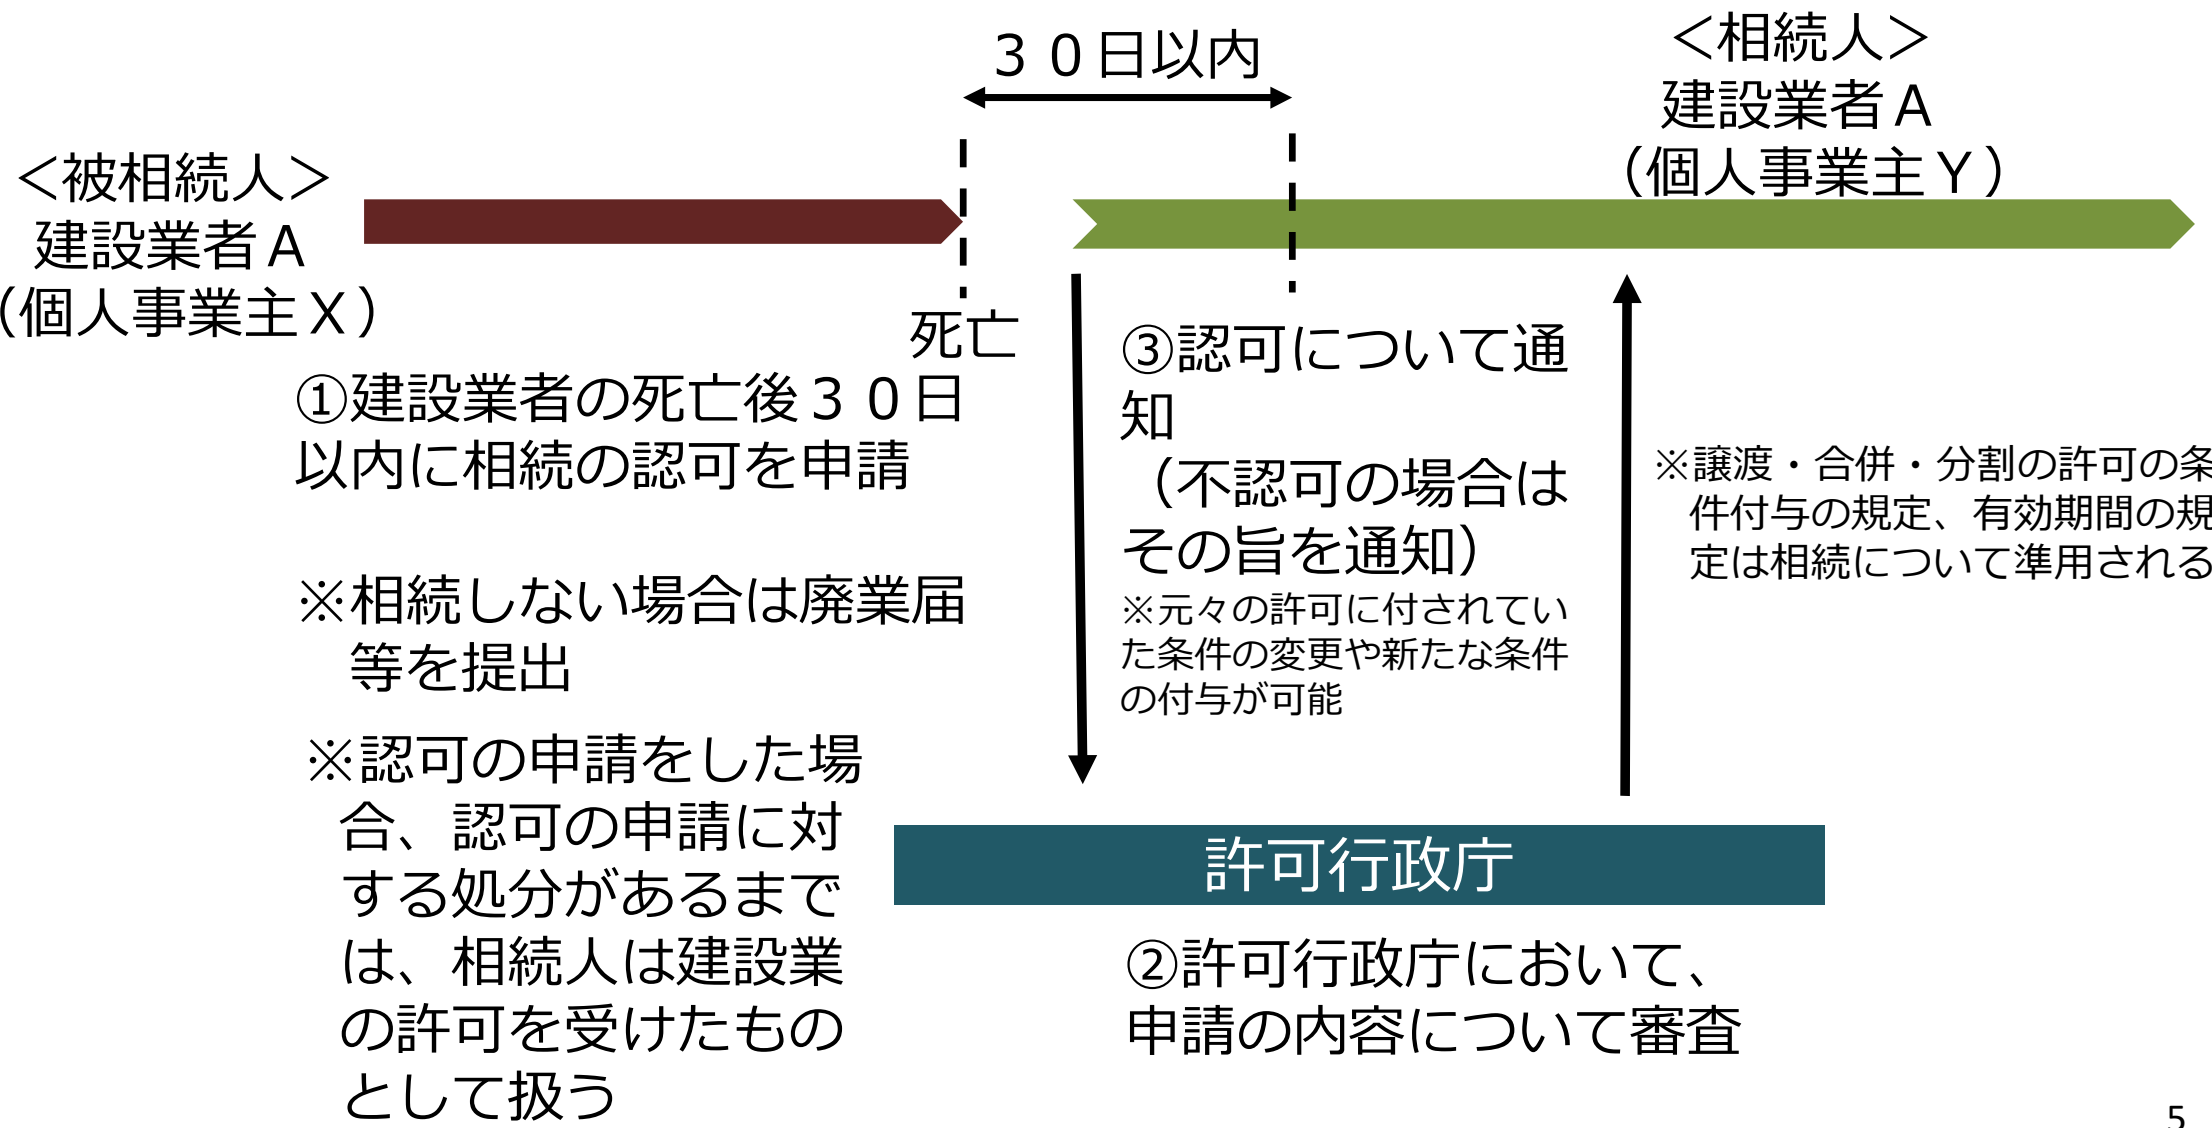 ３０日以内
＜相続人＞
建設業者Ａ
（個人事業主Ｙ）
＜被相続人＞
建設業者Ａ
（個人事業主Ｘ）
死亡
①建設業者の死亡後３０日
以内に相続の認可を申請
※相続しない場合は廃業届
等を提出
※認可の申請をした場
合、認可の申請に対
する処分があるまで
は、相続人は建設業
の許可を受けたもの
として扱う
③認可について通
知
（不認可の場合は
その旨を通知）
※元々の許可に付されてい
た条件の変更や新たな条件
の付与が可能
※譲渡・合併・分割の許可の条
件付与の規定、有効期間の規
定は相続について準用される
許可行政庁
②許可行政庁において、
申請の内容について審査
5